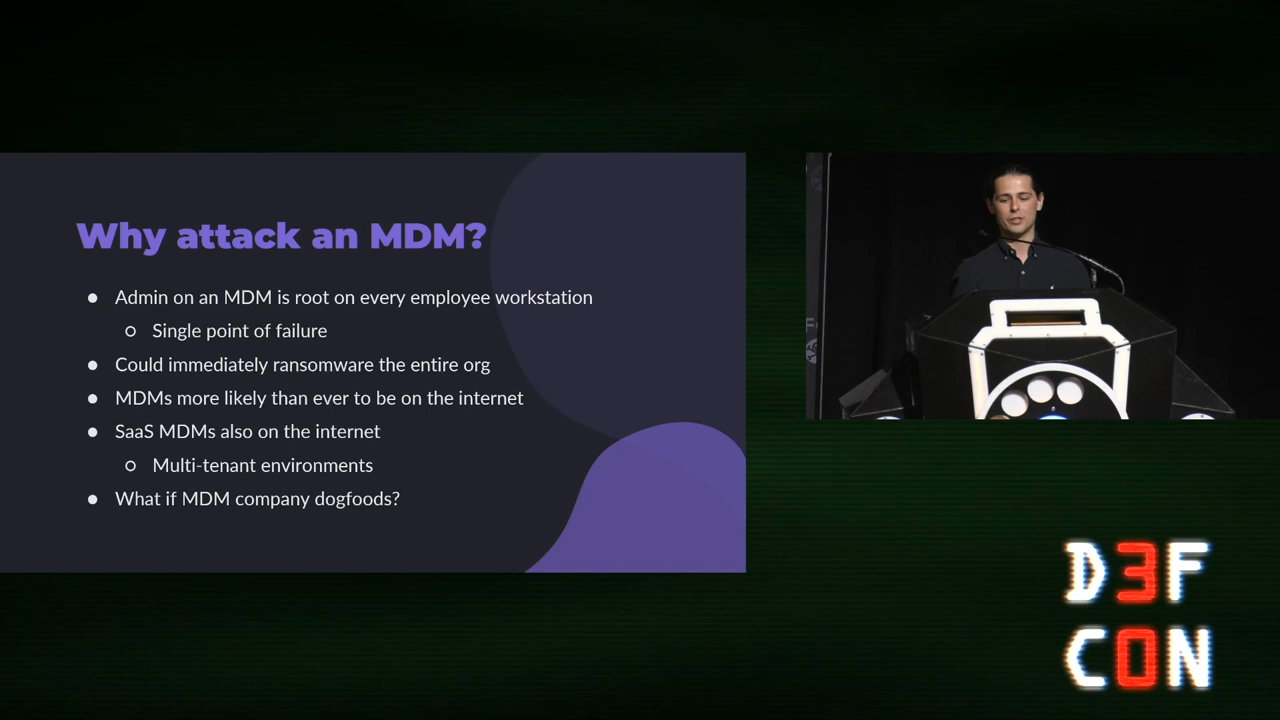 Why attack an MDM?
● Admin on an MDM is root on every employee workstation
○ Single point of failure
● Could immediately ransomware the entire org
● MDMs more likely than ever to be on the internet
● SaaS MDMs also on the internet
○ Multi-tenant environments
● What if MDM company dogfoods?
D3F
C0N